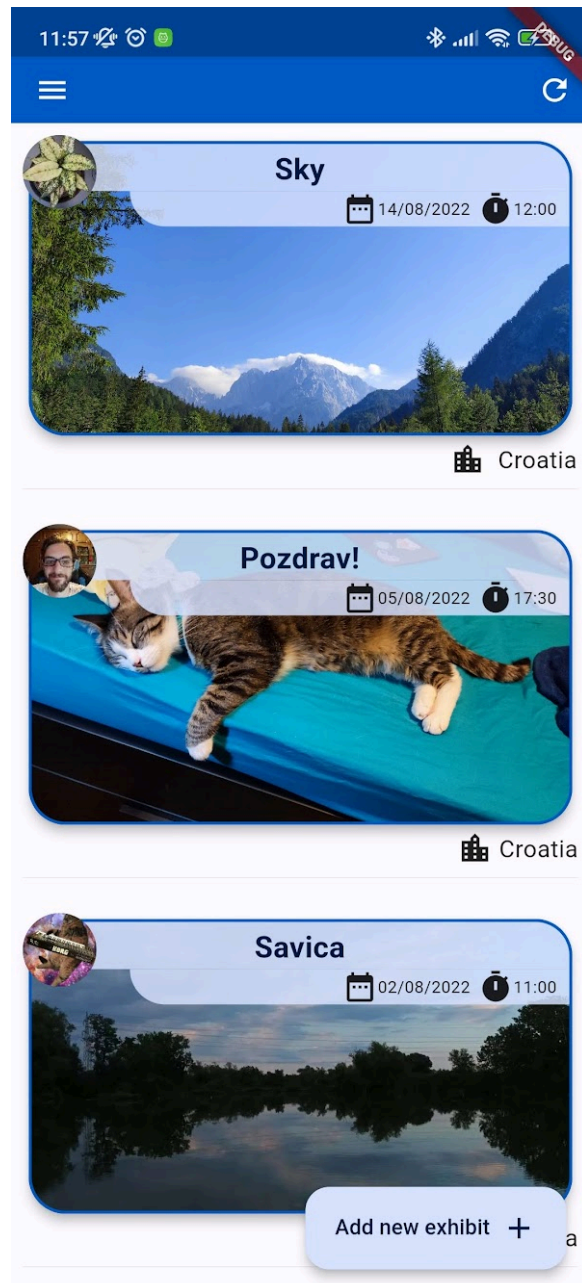 11:57
DEBUG
Sky
14/08/2022 12:00
Croatia
Pozdrav!
05/08/2022 17:30
Croatia
KORG
Savica
02/08/2022 11:00
Add new exhibit +
a